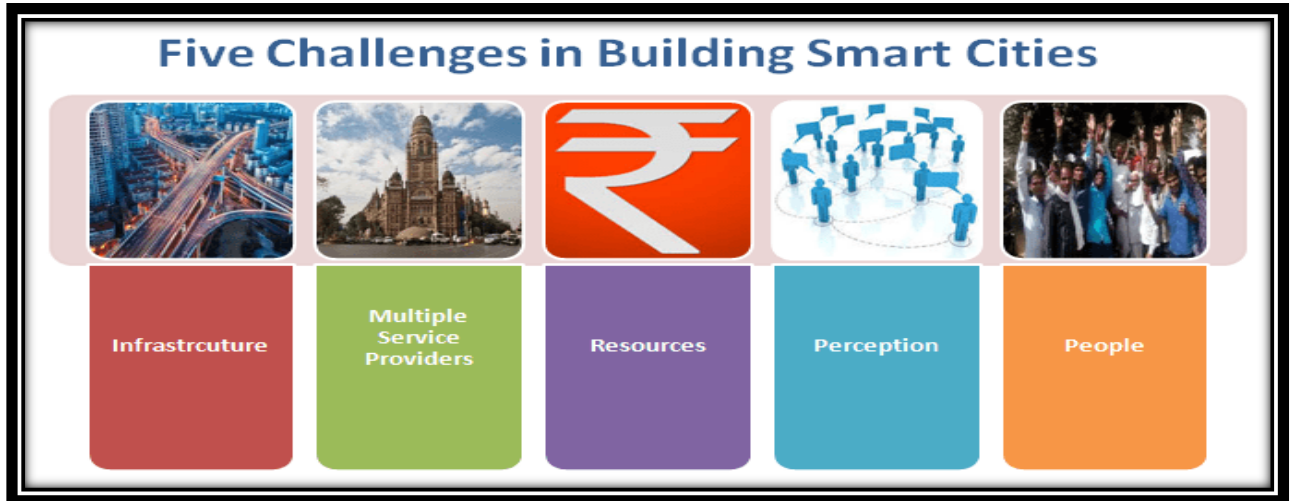 Five Challenges in Building Smart Cities
Infrastrcuture
Multiple
Service
Providers
Resources
Perception
People